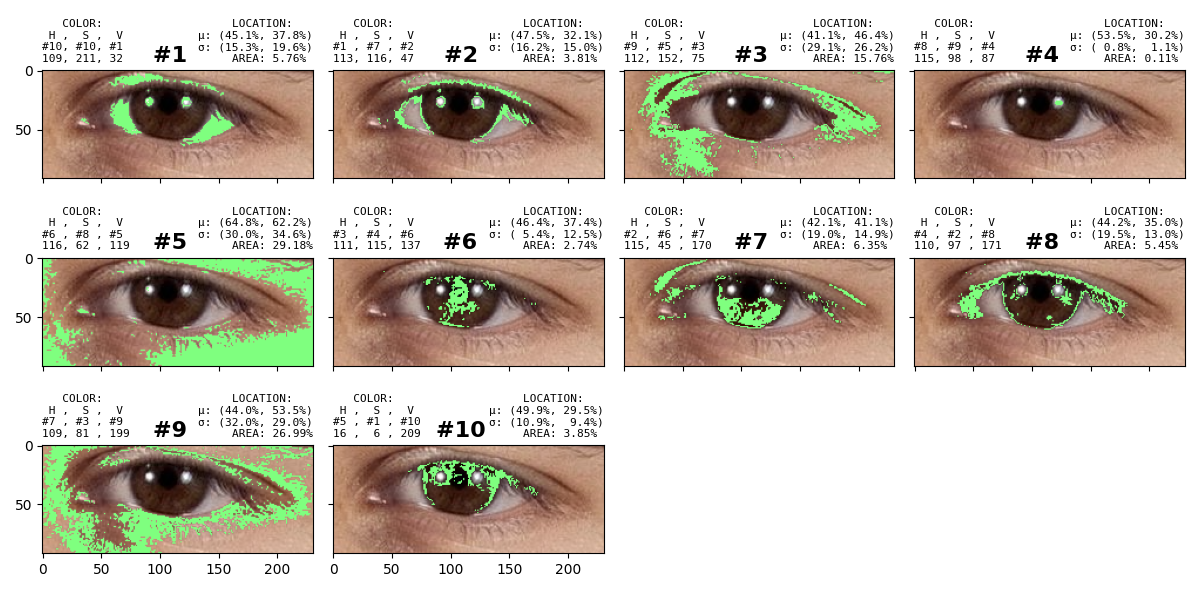 COLOR: LOCATION:
H , S , V μ: (45.1%, 37.8%)
#10, #10, #1 #1 σ: (15.3%, 19.6%)
109, 211, 32 AREA: 5.76%
COLOR: LOCATION:
H , S , V μ: (47.5%, 32.1%)
#1 , #7 , #2 #2 σ: (16.2%, 15.0%)
113, 116, 47 AREA: 3.81%
COLOR: LOCATION:
H , S , V μ: (41.1%, 46.4%)
#9 , #5 , #3 #3 σ: (29.1%, 26.2%)
112, 152, 75 AREA: 15.76%
COLOR: LOCATION:
H , S , V μ: (53.5%, 30.2%)
#8 , #9 , #4 #4 σ: ( 0.8%, 1.1%)
115, 98 , 87 AREA: 0.11%
0
50
COLOR: LOCATION:
H , S , V μ: (64.8%, 62.2%)
#6 , #8 , #5 #5 σ: (30.0%, 34.6%)
116, 62 , 119 AREA: 29.18%
COLOR: LOCATION:
H , S , V μ: (46.4%, 37.4%)
#3 , #4 , #6 #6 σ: ( 5.4%, 12.5%)
111, 115, 137 AREA: 2.74%
COLOR: LOCATION:
H , S , V μ: (42.1%, 41.1%)
#2 , #6 , #7 #7 σ: (19.0%, 14.9%)
115, 45 , 170 AREA: 6.35%
COLOR: LOCATION:
H , S , V μ: (44.2%, 35.0%)
#4 , #2 , #8 #8 σ: (19.5%, 13.0%)
110, 97 , 171 AREA: 5.45%
0
50
COLOR: LOCATION:
H , S , V μ: (44.0%, 53.5%)
#7 , #3 , #9 #9 σ: (32.0%, 29.0%)
109, 81 , 199 AREA: 26.99%
COLOR: LOCATION:
H , S , V μ: (49.9%, 29.5%)
#5 , #1 , #10 #10 σ: (10.9%, 9.4%)
16 , 6 , 209 AREA: 3.85%
0
50
0 50 100 150 200
0 50 100 150 200